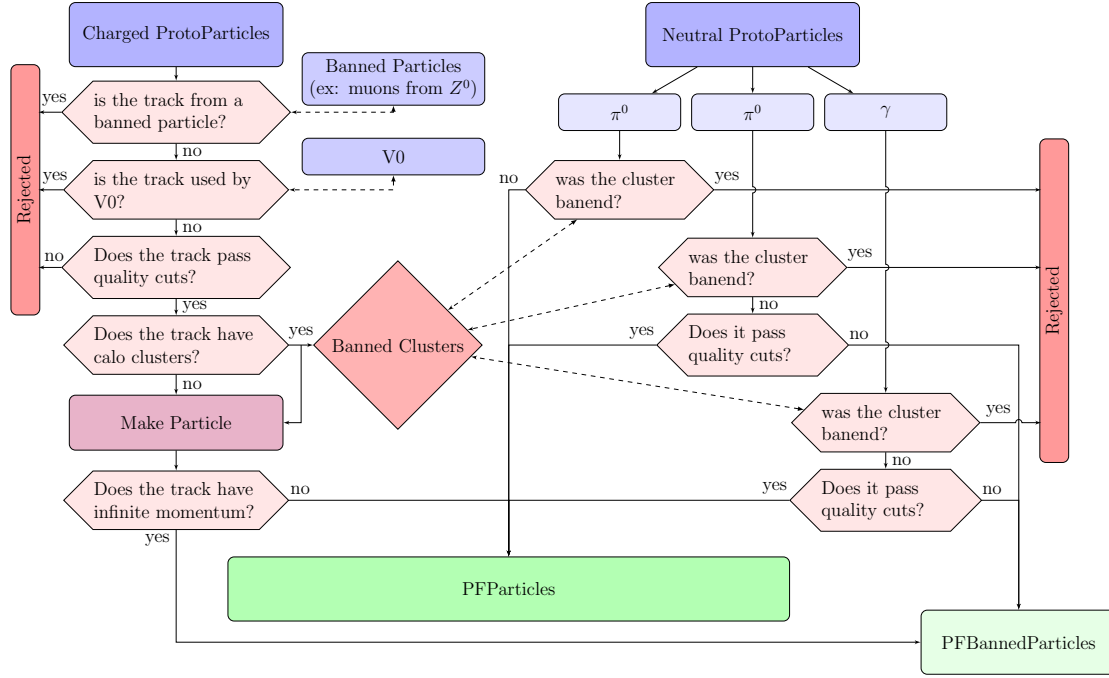 Charged ProtoParticles
Neutral ProtoParticles
Banned Particles
(ex: muons from Z⁰)
yes
is the track from a
banned particle?
π⁰
π⁰
γ
no
V0
Rejected
yes
is the track used by
V0?
no
was the cluster
banend?
yes
no
no
Does the track pass
quality cuts?
was the cluster
banend?
yes
Rejected
yes
no
Does the track have
calo clusters?
yes
Banned Clusters
yes
Does it pass
quality cuts?
no
no
Make Particle
was the cluster
banend?
yes
no
Does the track have
infinite momentum?
no
yes
Does it pass
quality cuts?
no
yes
PFParticles
PFBannedParticles